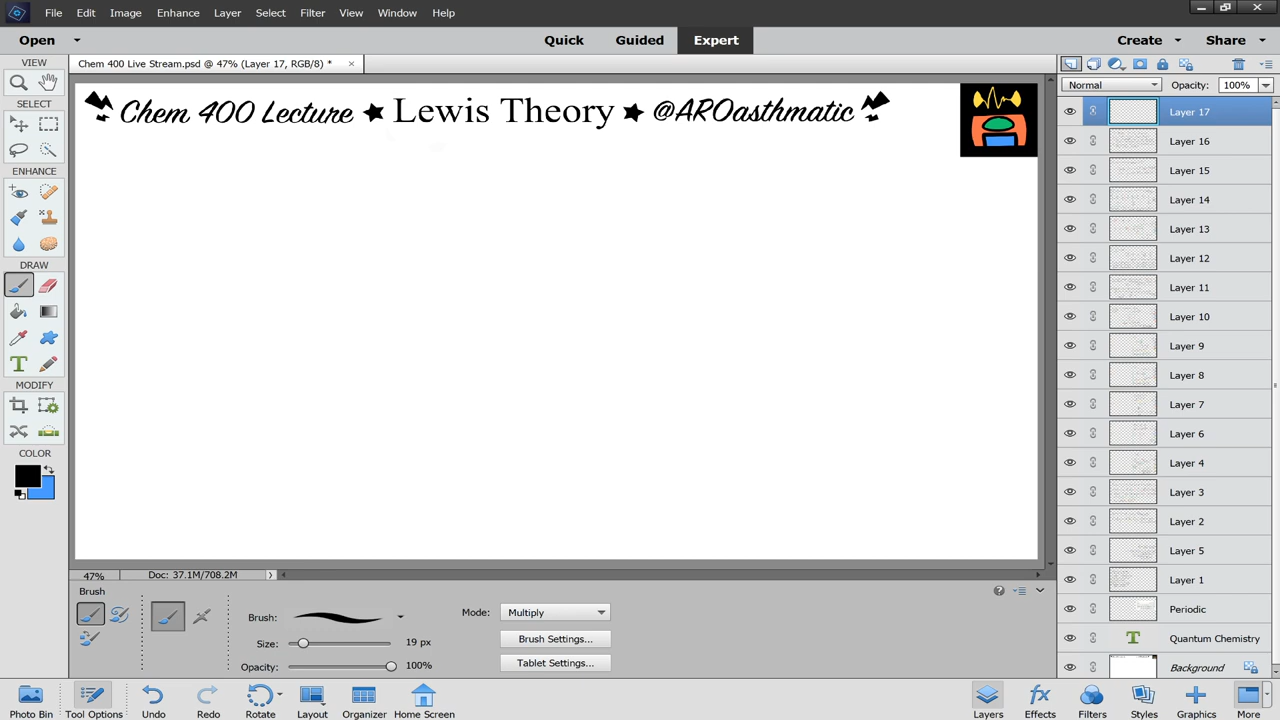 File Edit Image Enhance Layer Select Filter View Window Help
Open Quick Guided Expert Create Share
VIEW
Chem 400 Live Stream.psd @ 47% (Layer 17, RGB/8) * ×
Chem 400 Lecture ★ Lewis Theory ★ @AROasthmatic
SELECT
ENHANCE
DRAW
MODIFY
COLOR
Normal Opacity: 100%
Layer 17
Layer 16
Layer 15
Layer 14
Layer 13
Layer 12
Layer 11
Layer 10
Layer 9
Layer 8
Layer 7
Layer 6
Layer 4
Layer 3
Layer 2
Layer 5
Layer 1
Periodic
Quantum Chemistry
Background
47% Doc: 37.1M/708.2M
Brush
Brush:
Size: 19 px
Opacity: 100%
Mode: Multiply
Brush Settings...
Tablet Settings...
Photo Bin Tool Options Undo Redo Rotate Layout Organizer Home Screen Layers Effects Filters Styles Graphics More